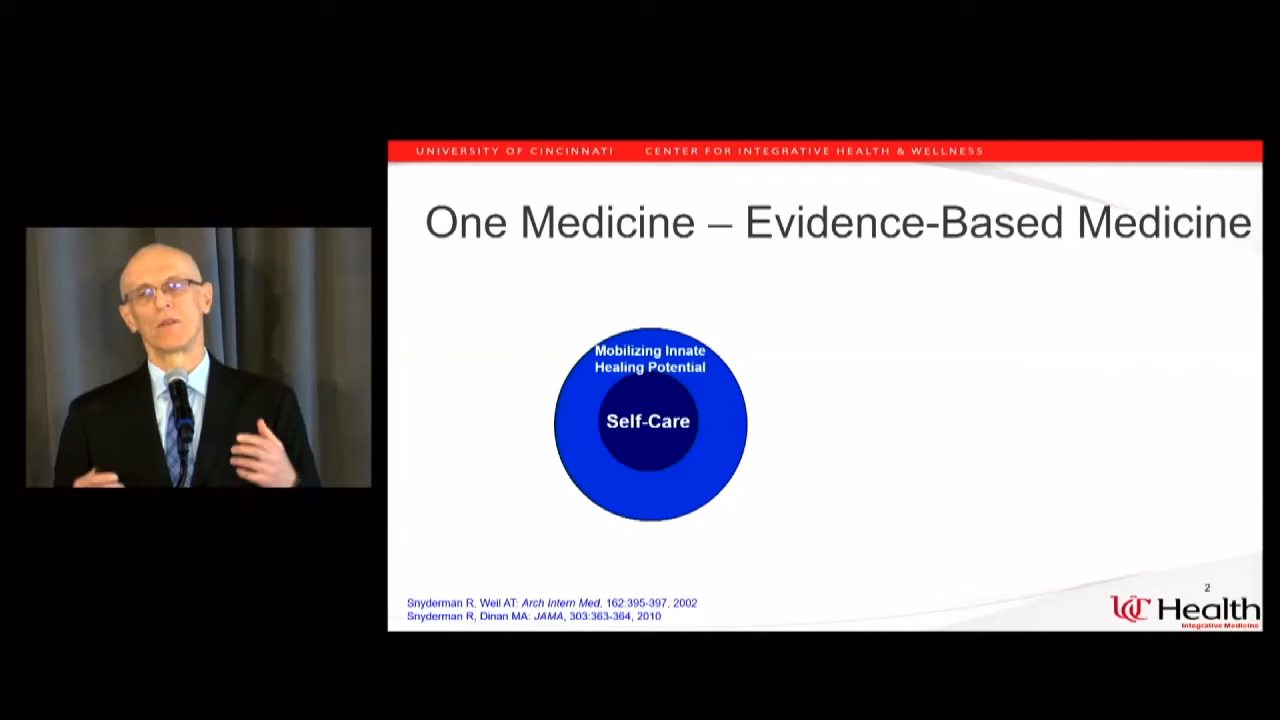 UNIVERSITY OF CINCINNATI CENTER FOR INTEGRATIVE HEALTH & WELLNESS
One Medicine – Evidence-Based Medicine
Mobilizing Innate
Healing Potential
Self-Care
Snyderman R, Weil AT: Arch Intern Med, 162:395-397, 2002
Snyderman R, Dinan MA: JAMA, 303:363-364, 2010
2
UC Health
Integrative Medicine